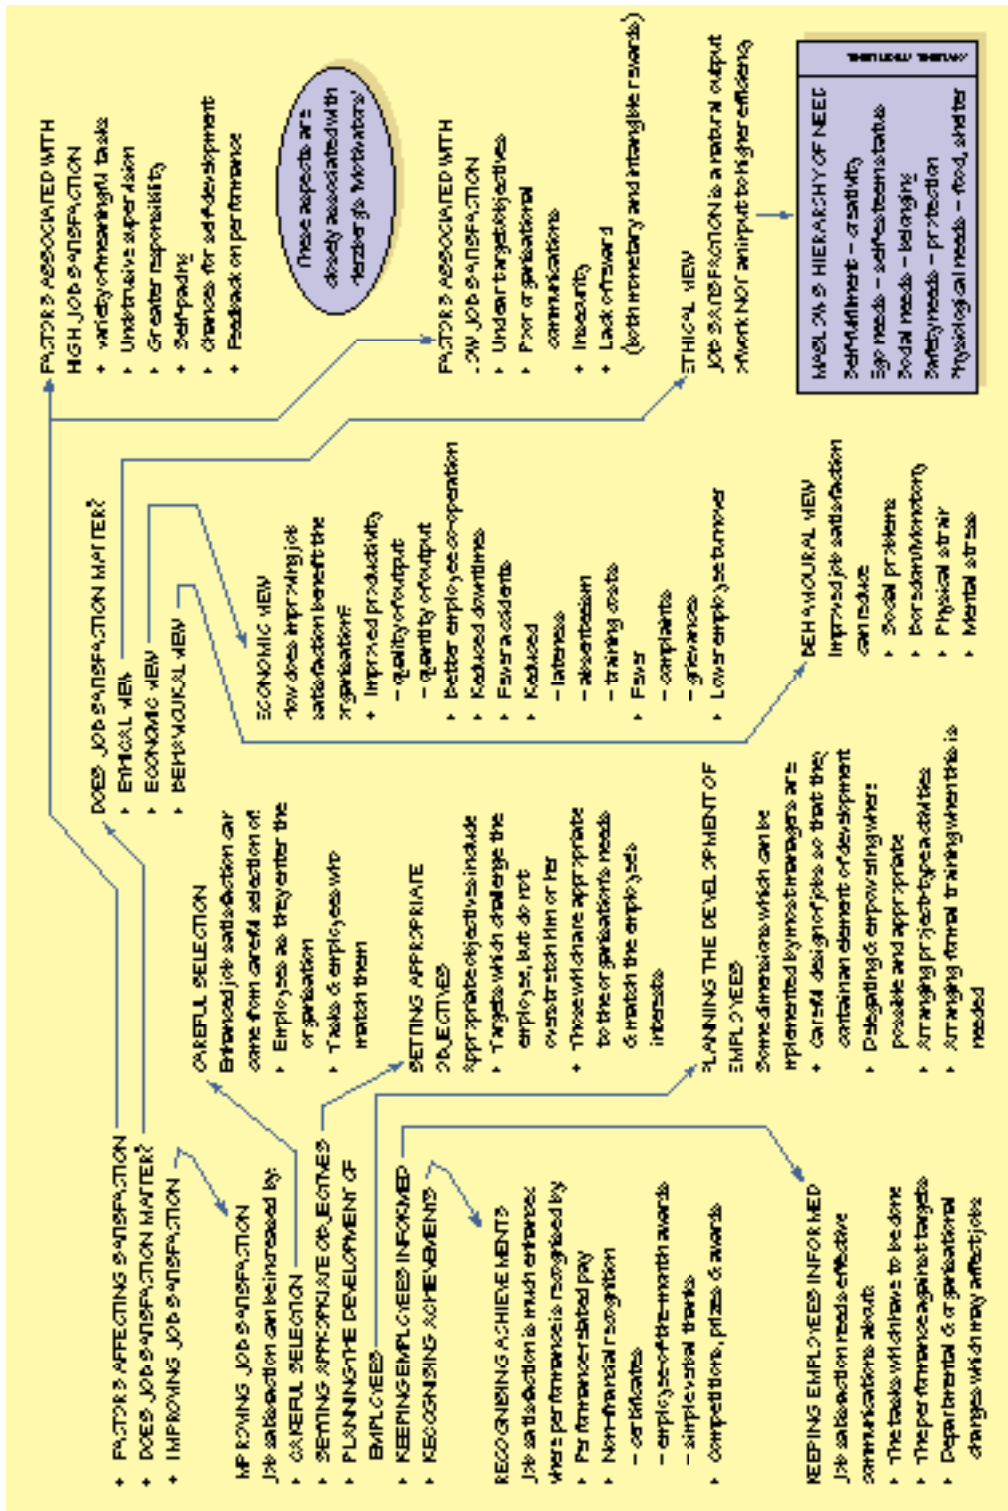 FACTORS AFFECTING SATISFACTION
DOES JOB SATISFACTION MATTER?
IMPROVING JOB SATISFACTION
IMPROVING JOB SATISFACTION
Job satisfaction can be increased by:
CAREFUL SELECTION
SETTING APPROPRIATE OBJECTIVES
PLANNING THE DEVELOPMENT OF
EMPLOYEES
KEEPING EMPLOYEES INFORMED
RECOGNISING ACHIEVEMENTS
RECOGNISING ACHIEVEMENTS
Job satisfaction is much enhanced
where performance is recognised by
• Performance-related pay
• Non-financial recognition
– certificates
– employee-of-the-month awards
– simple verbal thanks
• Competitions, prizes & awards
KEEPING EMPLOYEES INFORMED
Job satisfaction needs effective
communications about:
• The tasks which have to be done
• The performance against targets
• Departmental & organisational
changes which may affect jobs
CAREFUL SELECTION
Enhanced job satisfaction can
come from careful selection of:
• Employees as they enter the
organisation
• Tasks & employees who
match them
SETTING APPROPRIATE
OBJECTIVES
Appropriate objectives include
• Targets which challenge the
employee, but do not
overstretch him or her
• Those which are appropriate
to the organisation's needs
& match the employee's
interests
PLANNING THE DEVELOPMENT OF
EMPLOYEES
Some dimensions which can be
implemented by most managers are:
• Careful design of jobs so that they
contain an element of development
• Delegating & empowering where
possible and appropriate
• Arranging project-type activities
• Arranging formal training when this is
needed
DOES JOB SATISFACTION MATTER?
• ETHICAL VIEW
• ECONOMIC VIEW
• BEHAVIOURAL VIEW
ECONOMIC VIEW
How does improving job
satisfaction benefit the
organisation?
• Improved productivity
– quality of output
– quantity of output
• Better employee co-operation
• Reduced downtimes
• Fewer accidents
• Reduced
– lateness
– absenteeism
– training costs
• Fewer
– complaints
– grievances
• Lower employee turnover
BEHAVIOURAL VIEW
Improved job satisfaction
can reduce
• Social problems
• Boredom/Monotony
• Physical strain
• Mental stress
FACTORS ASSOCIATED WITH
HIGH JOB SATISFACTION
• Variety of meaningful tasks
• Unobtrusive supervision
• Greater responsibility
• Self-pacing
• Chances for self-development
• Feedback on performance
These aspects are
closely associated with
Herzberg's 'Motivators'
FACTORS ASSOCIATED WITH
LOW JOB SATISFACTION
• Unclear targets/objectives
• Poor organisational
communications
• Insecurity
• Lack of reward
(both monetary and intangible rewards)
ETHICAL VIEW
JOB SATISFACTION is a natural output
of work NOT an input to higher efficiency
MASLOW'S HIERARCHY OF NEED
Self-fulfilment – creativity
Ego needs – self-esteem status
Social needs – belonging
Safety needs – protection
Physiological needs – food, shelter